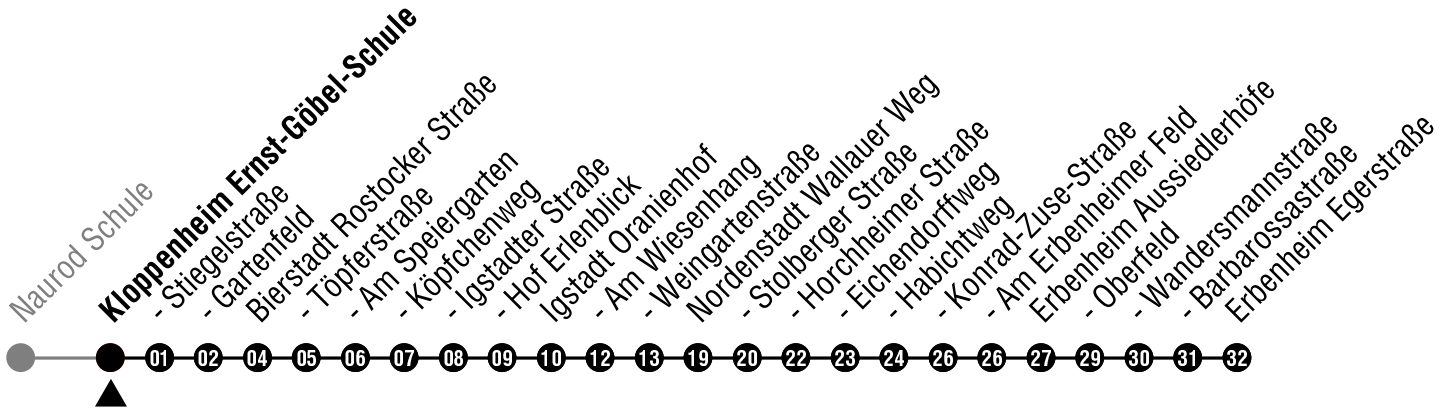 Naurod Schule
Kloppenheim Ernst-Göbel-Schule
- Stiegelstraße
- Gartenfeld
Bierstadt Rostocker Straße
- Töpferstraße
- Am Speiergarten
- Köpfchenweg
- Igstadter Straße
- Hof Erlenblick
Igstadt Oranienhof
- Am Wiesenhang
- Weingartenstraße
Nordenstadt Wallauer Weg
- Stolberger Straße
- Horchheimer Straße
- Eichendorffweg
- Habichtweg
- Konrad-Zuse-Straße
- Am Erbenheimer Feld
Erbenheim Aussiedlerhöfe
- Oberfeld
- Wandersmannstraße
- Barbarossastraße
Erbenheim Egerstraße
01 02 04 05 06 07 08 09 10 12 13 19 20 22 23 24 26 26 27 29 30 31 32